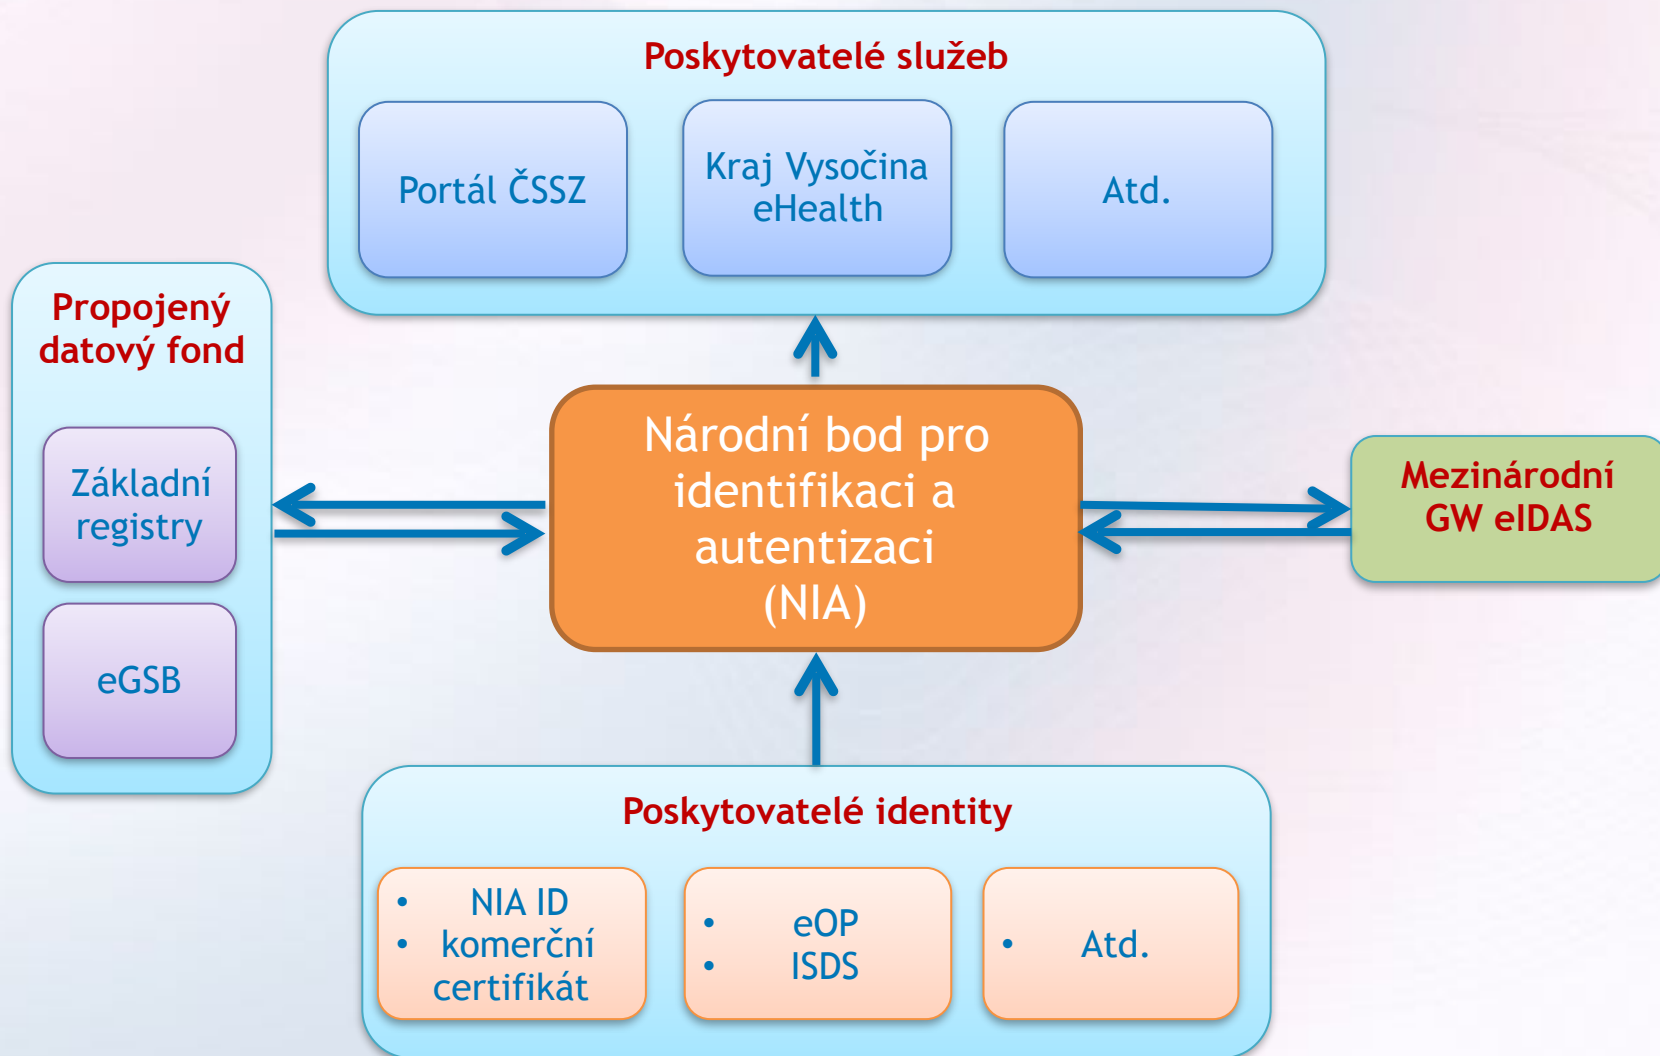 Poskytovatelé služeb
Portál ČSSZ
Kraj Vysočina
eHealth
Atd.
Propojený
datový fond
Základní
registry
eGSB
Národní bod pro
identifikaci a
autentizaci
(NIA)
Mezinárodní
GW eIDAS
Poskytovatelé identity
• NIA ID
• komerční
certifikát
• eOP
• ISDS
• Atd.